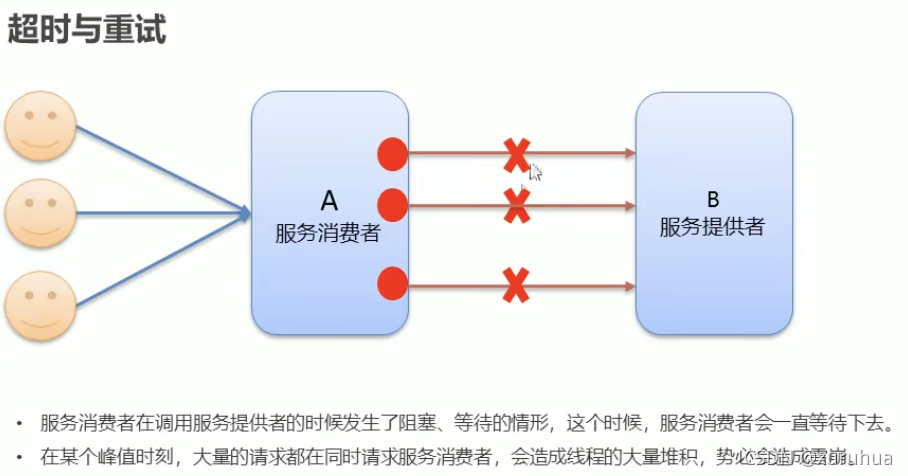 超时与重试
A
服务消费者
B
服务提供者
服务消费者在调用服务提供者的时候发生了阻塞、等待的情形，这个时候，服务消费者会一直等待下去。
在某个峰值时刻，大量的请求都在同时请求服务消费者，会造成线程的大量堆积，势必会造成雪崩。